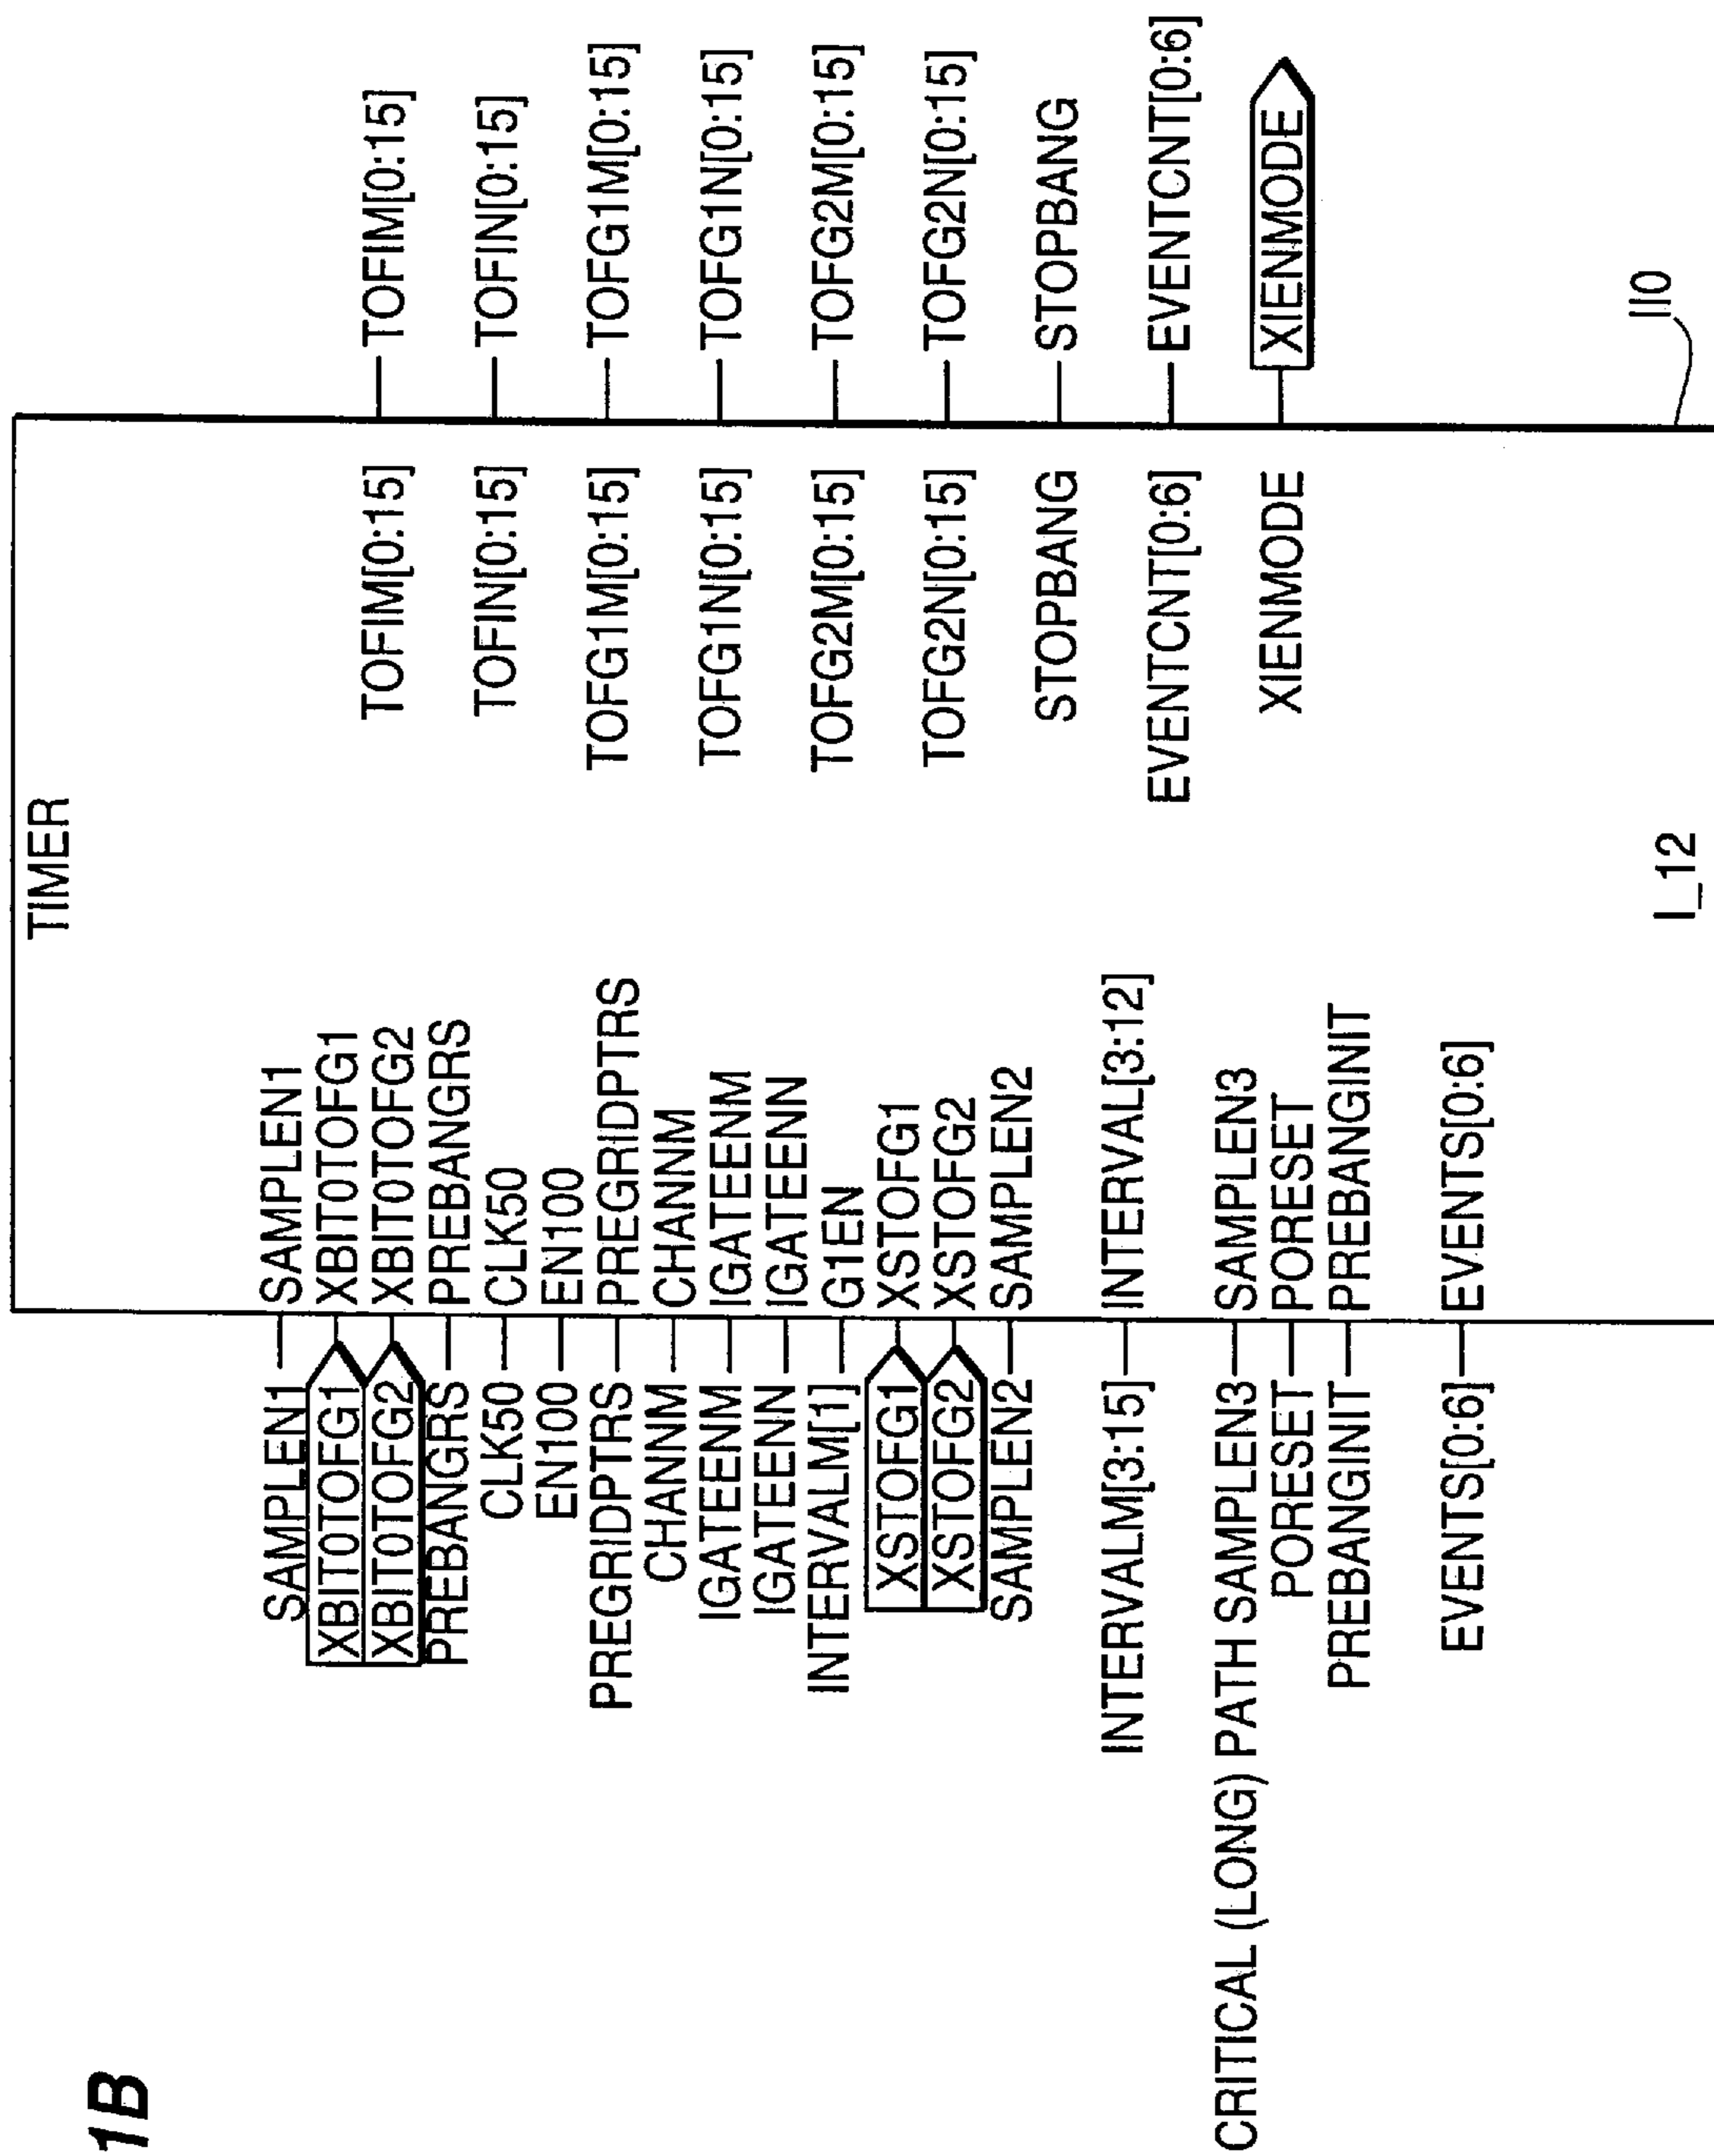 1B
TIMER
SAMPLEN1 SAMPLEN1
XBIT0TOFG1 XBIT0TOFG1
XBIT0TOFG2 XBIT0TOFG2
TOFIM[0:15] TOFIM[0:15]
PREBANGRS PREBANGRS
CLK50 CLK50
TOFIN[0:15] TOFIN[0:15]
EN100 EN100
PREGRIDPTRS PREGRIDPTRS
TOFG1M[0:15] TOFG1M[0:15]
CHANNM CHANNM
IGATEENM IGATEENM
TOFG1N[0:15] TOFG1N[0:15]
IGATEENN IGATEENN
INTERVALM[1] G1EN
TOFG2M[0:15] TOFG2M[0:15]
XSTOFG1 XSTOFG1
XSTOFG2 XSTOFG2
TOFG2N[0:15] TOFG2N[0:15]
SAMPLEN2 SAMPLEN2
STOPBANG STOPBANG
INTERVALM[3:15] INTERVAL[3:12]
EVENTCNT[0:6] EVENTCNT[0:6]
CRITICAL (LONG) PATH SAMPLEN3 SAMPLEN3
PORESET PORESET
XIENMODE XIENMODE
PREBANGINIT PREBANGINIT
EVENTS[0:6] EVENTS[0:6]
I_12
110